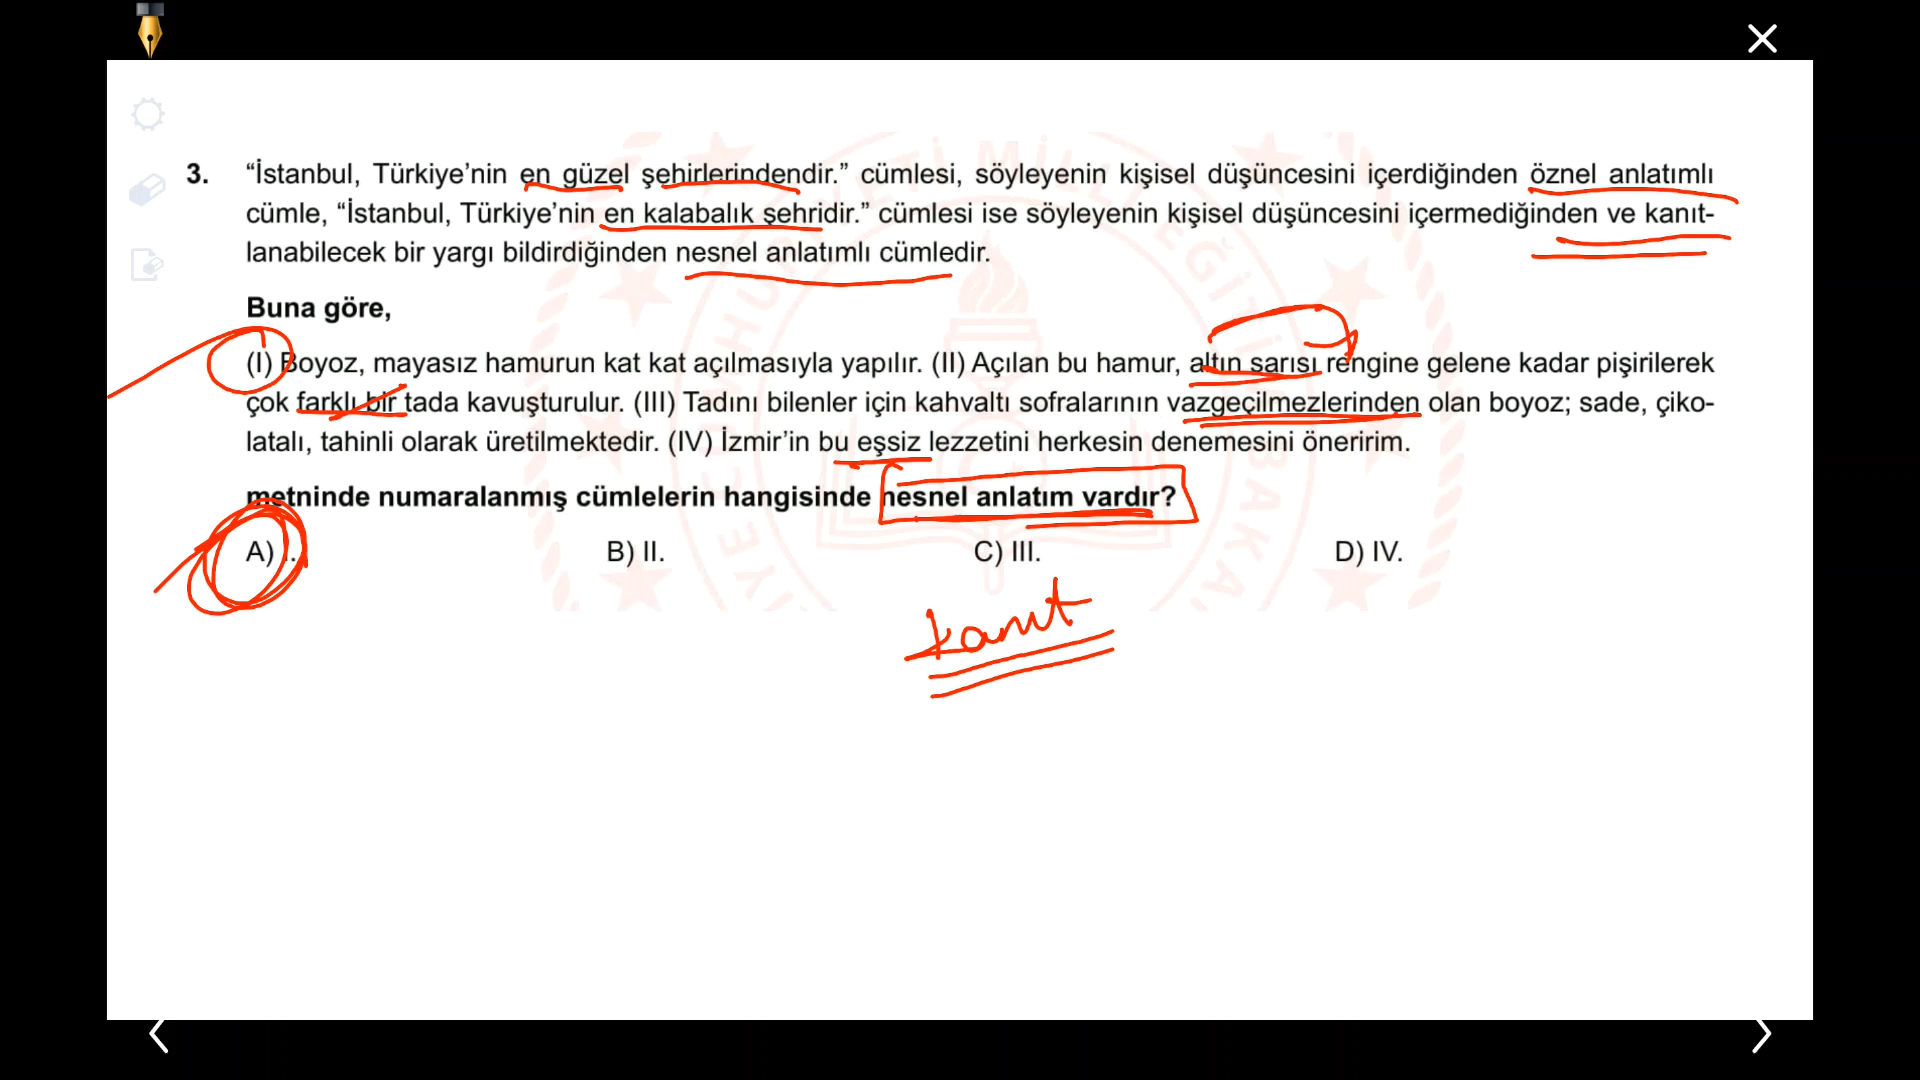 3. “İstanbul, Türkiye’nin en güzel şehirlerindendir.” cümlesi, söyleyenin kişisel düşüncesini içerdiğinden öznel anlatımlı
cümle, “İstanbul, Türkiye’nin en kalabalık şehridir.” cümlesi ise söyleyenin kişisel düşüncesini içermediğinden ve kanıt-
lanabilecek bir yargı bildirdiğinden nesnel anlatımlı cümledir.
Buna göre,
(I) Boyoz, mayasız hamurun kat kat açılmasıyla yapılır. (II) Açılan bu hamur, altın sarısı rengine gelene kadar pişirilerek
çok farklı bir tada kavuşturulur. (III) Tadını bilenler için kahvaltı sofralarının vazgeçilmezlerinden olan boyoz; sade, çiko-
latalı, tahinli olarak üretilmektedir. (IV) İzmir’in bu eşsiz lezzetini herkesin denemesini öneririm.
metninde numaralanmış cümlelerin hangisinde nesnel anlatım vardır?
A) I. B) II. C) III. D) IV.
kanıt